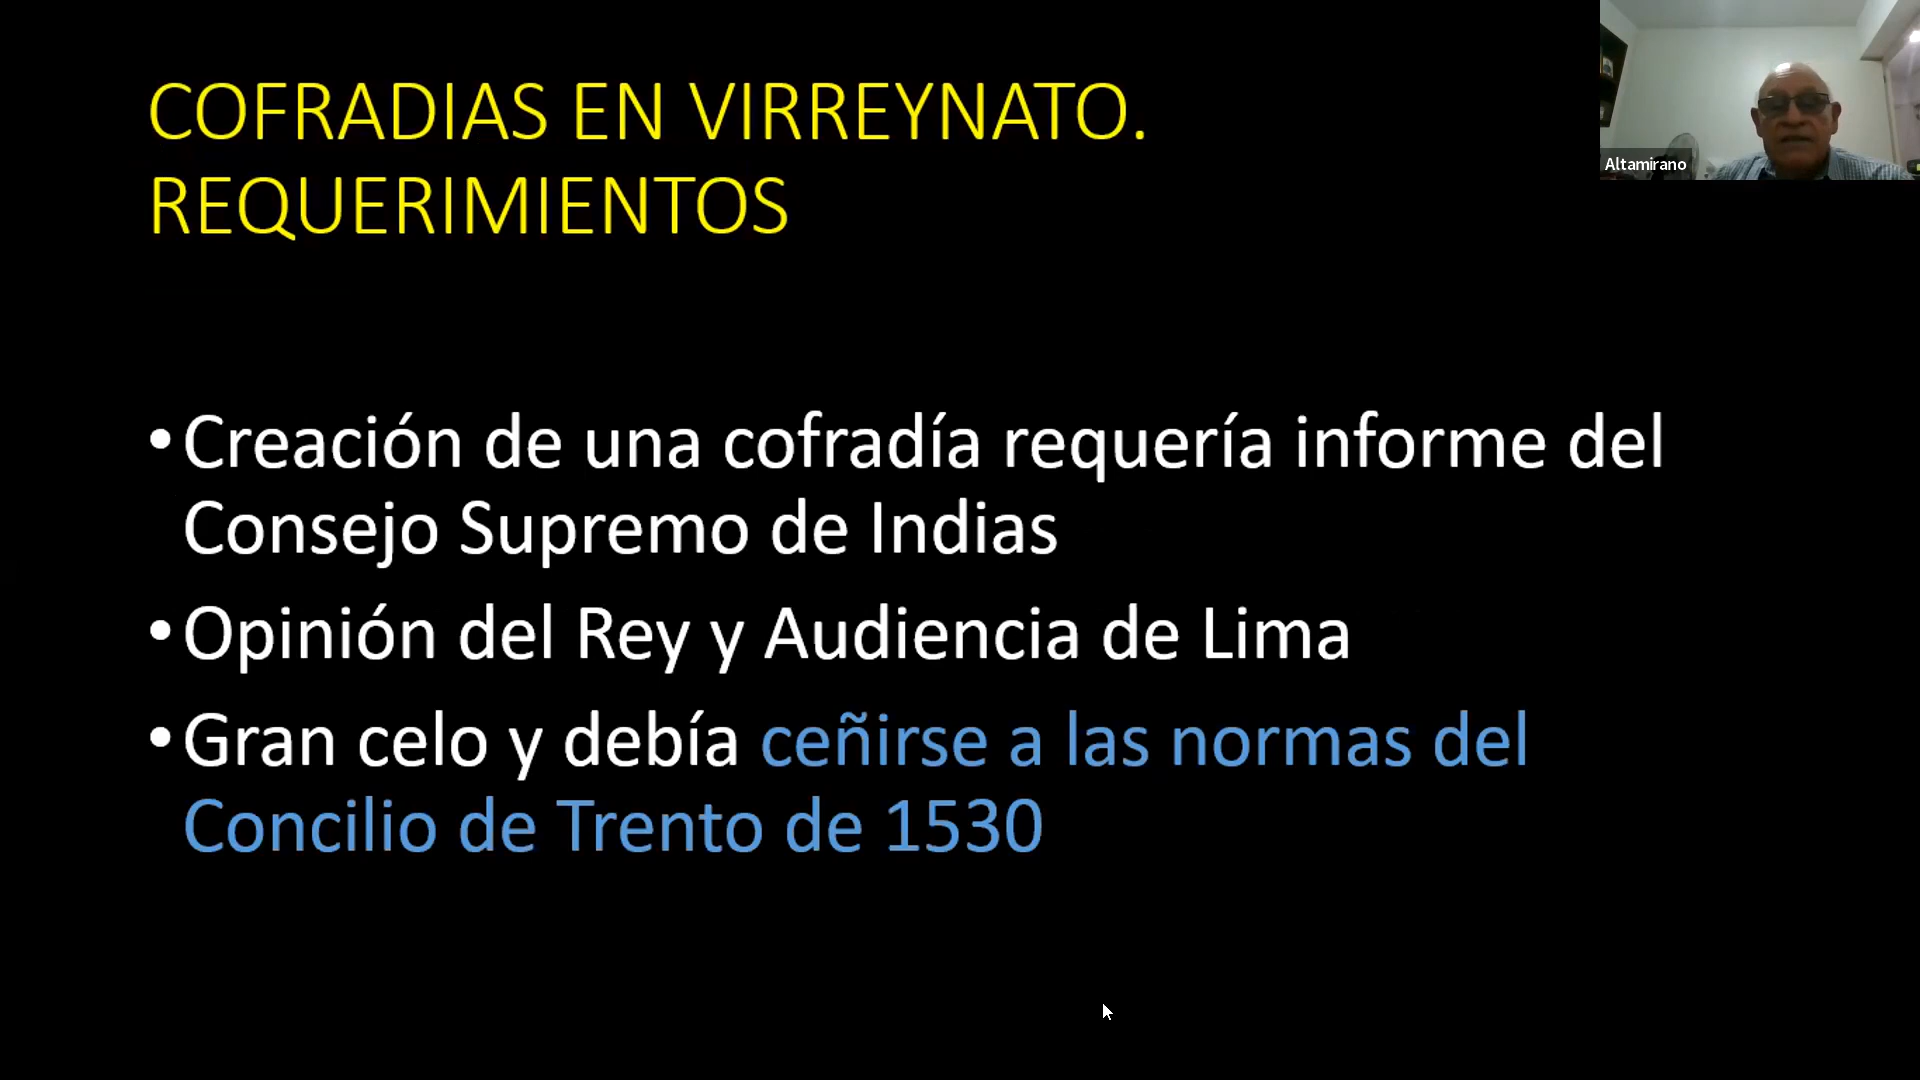 COFRADIAS EN VIRREYNATO.
REQUERIMIENTOS
Altamirano
•Creación de una cofradía requería informe del
Consejo Supremo de Indias
•Opinión del Rey y Audiencia de Lima
•Gran celo y debía ceñirse a las normas del
Concilio de Trento de 1530